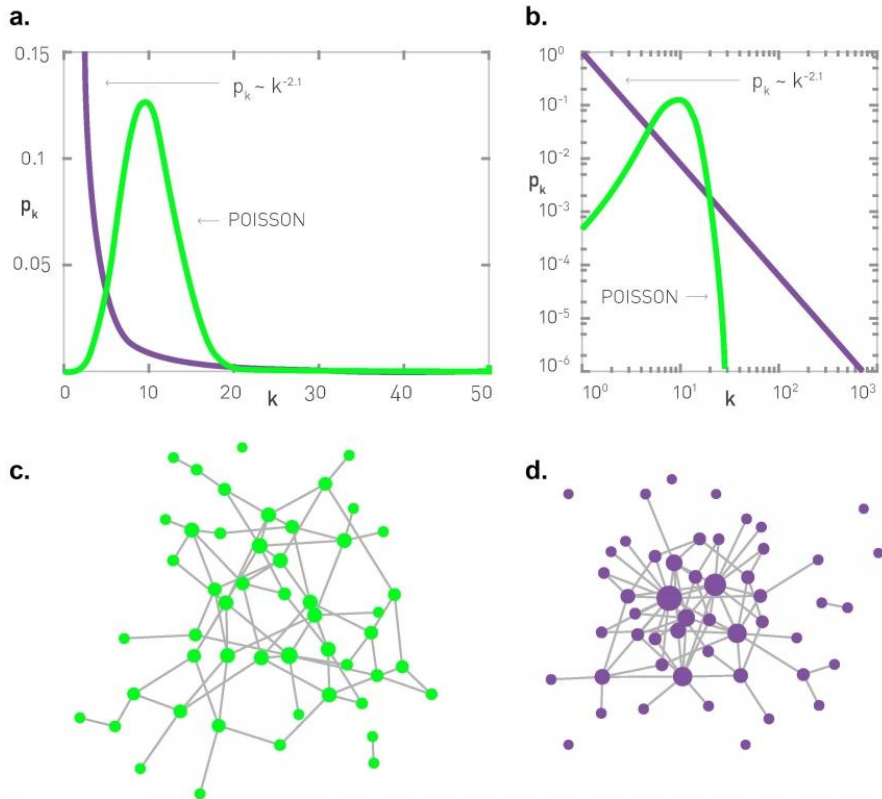 a.
0.15
0.1
p_k
0.05
p_k ~ k^-2.1
POISSON
0
10
20
30
40
50
k
b.
10^0
10^-1
10^-2
p_k
10^-3
10^-4
10^-5
10^-6
p_k ~ k^-2.1
POISSON
10^0
10^1
10^2
10^3
k
c.
d.